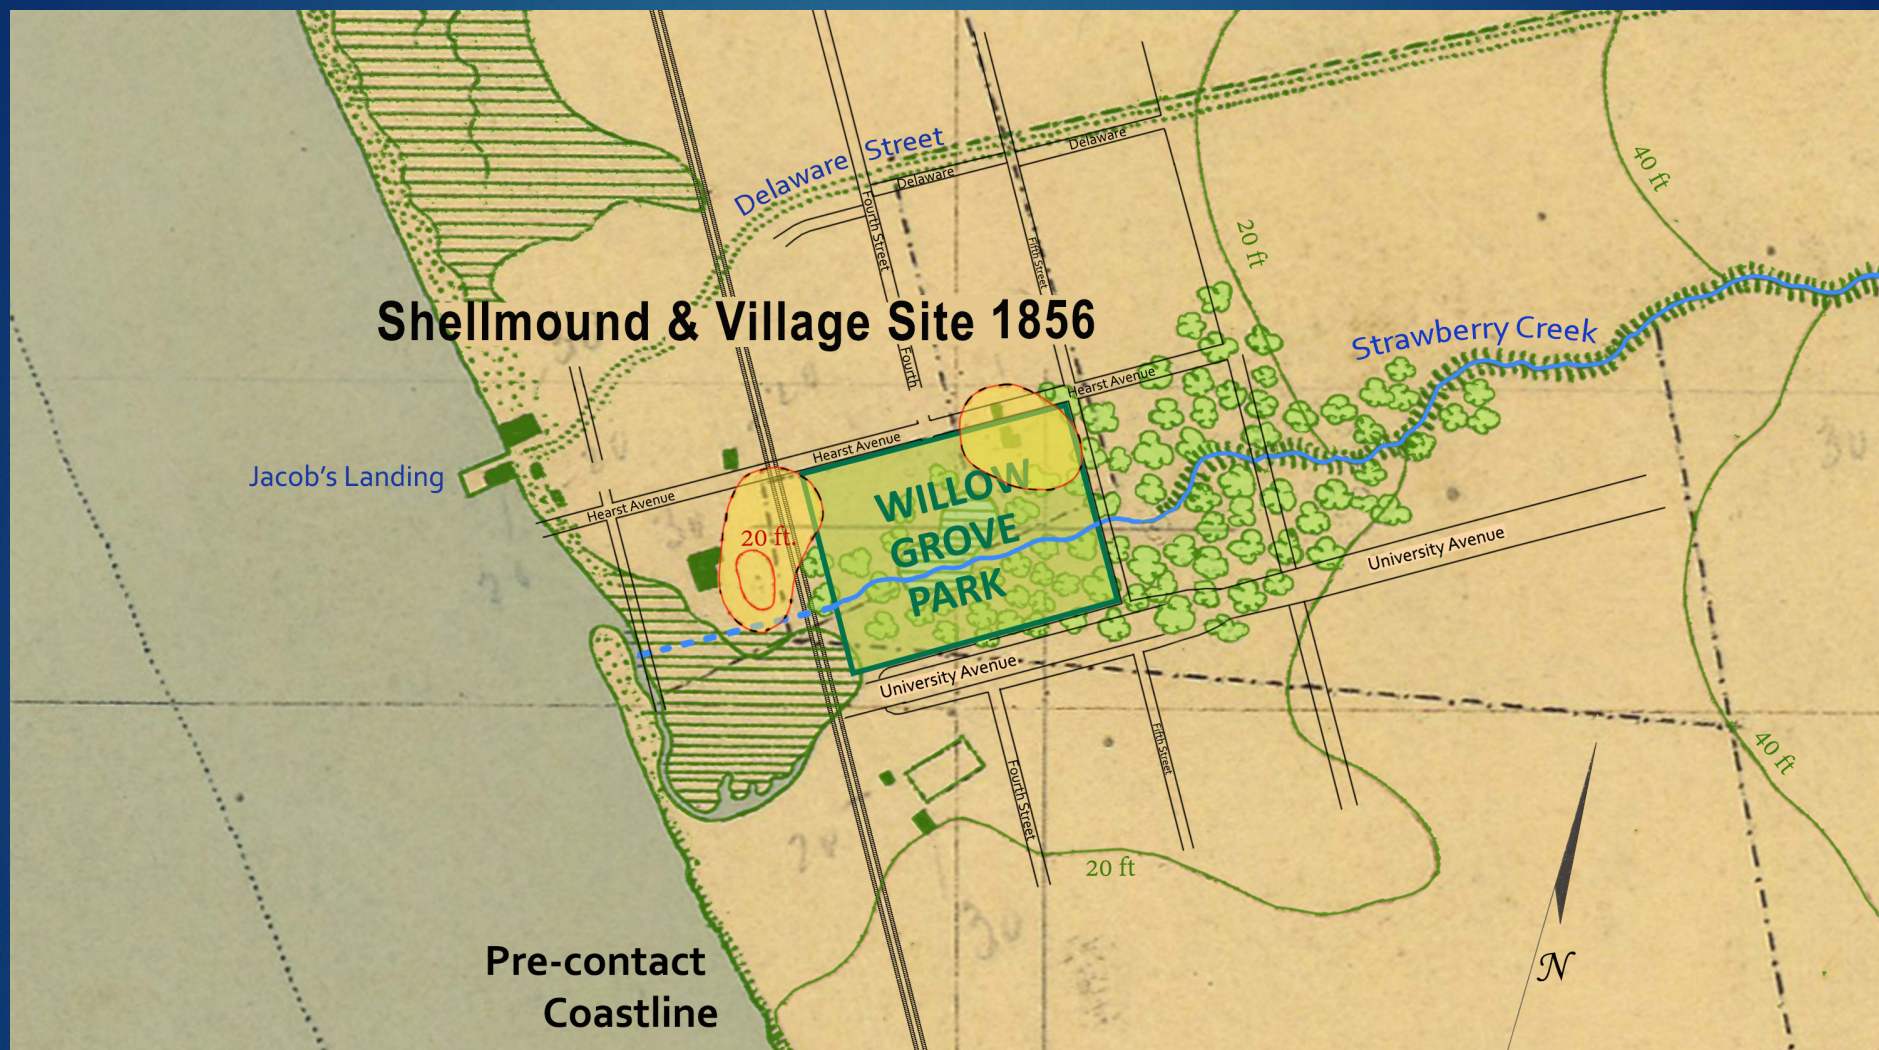 Delaware Street
Delaware
Delaware
40 ft
Fourth Street
Fifth Street
20 ft
Shellmound & Village Site 1856
Strawberry Creek
Fourth
Hearst Avenue
Hearst Avenue
Jacob's Landing
Hearst Avenue
WILLOW
GROVE
PARK
20 ft.
University Avenue
University Avenue
Fifth Street
Fourth Street
40 ft
20 ft
30
Pre-contact
Coastline
N